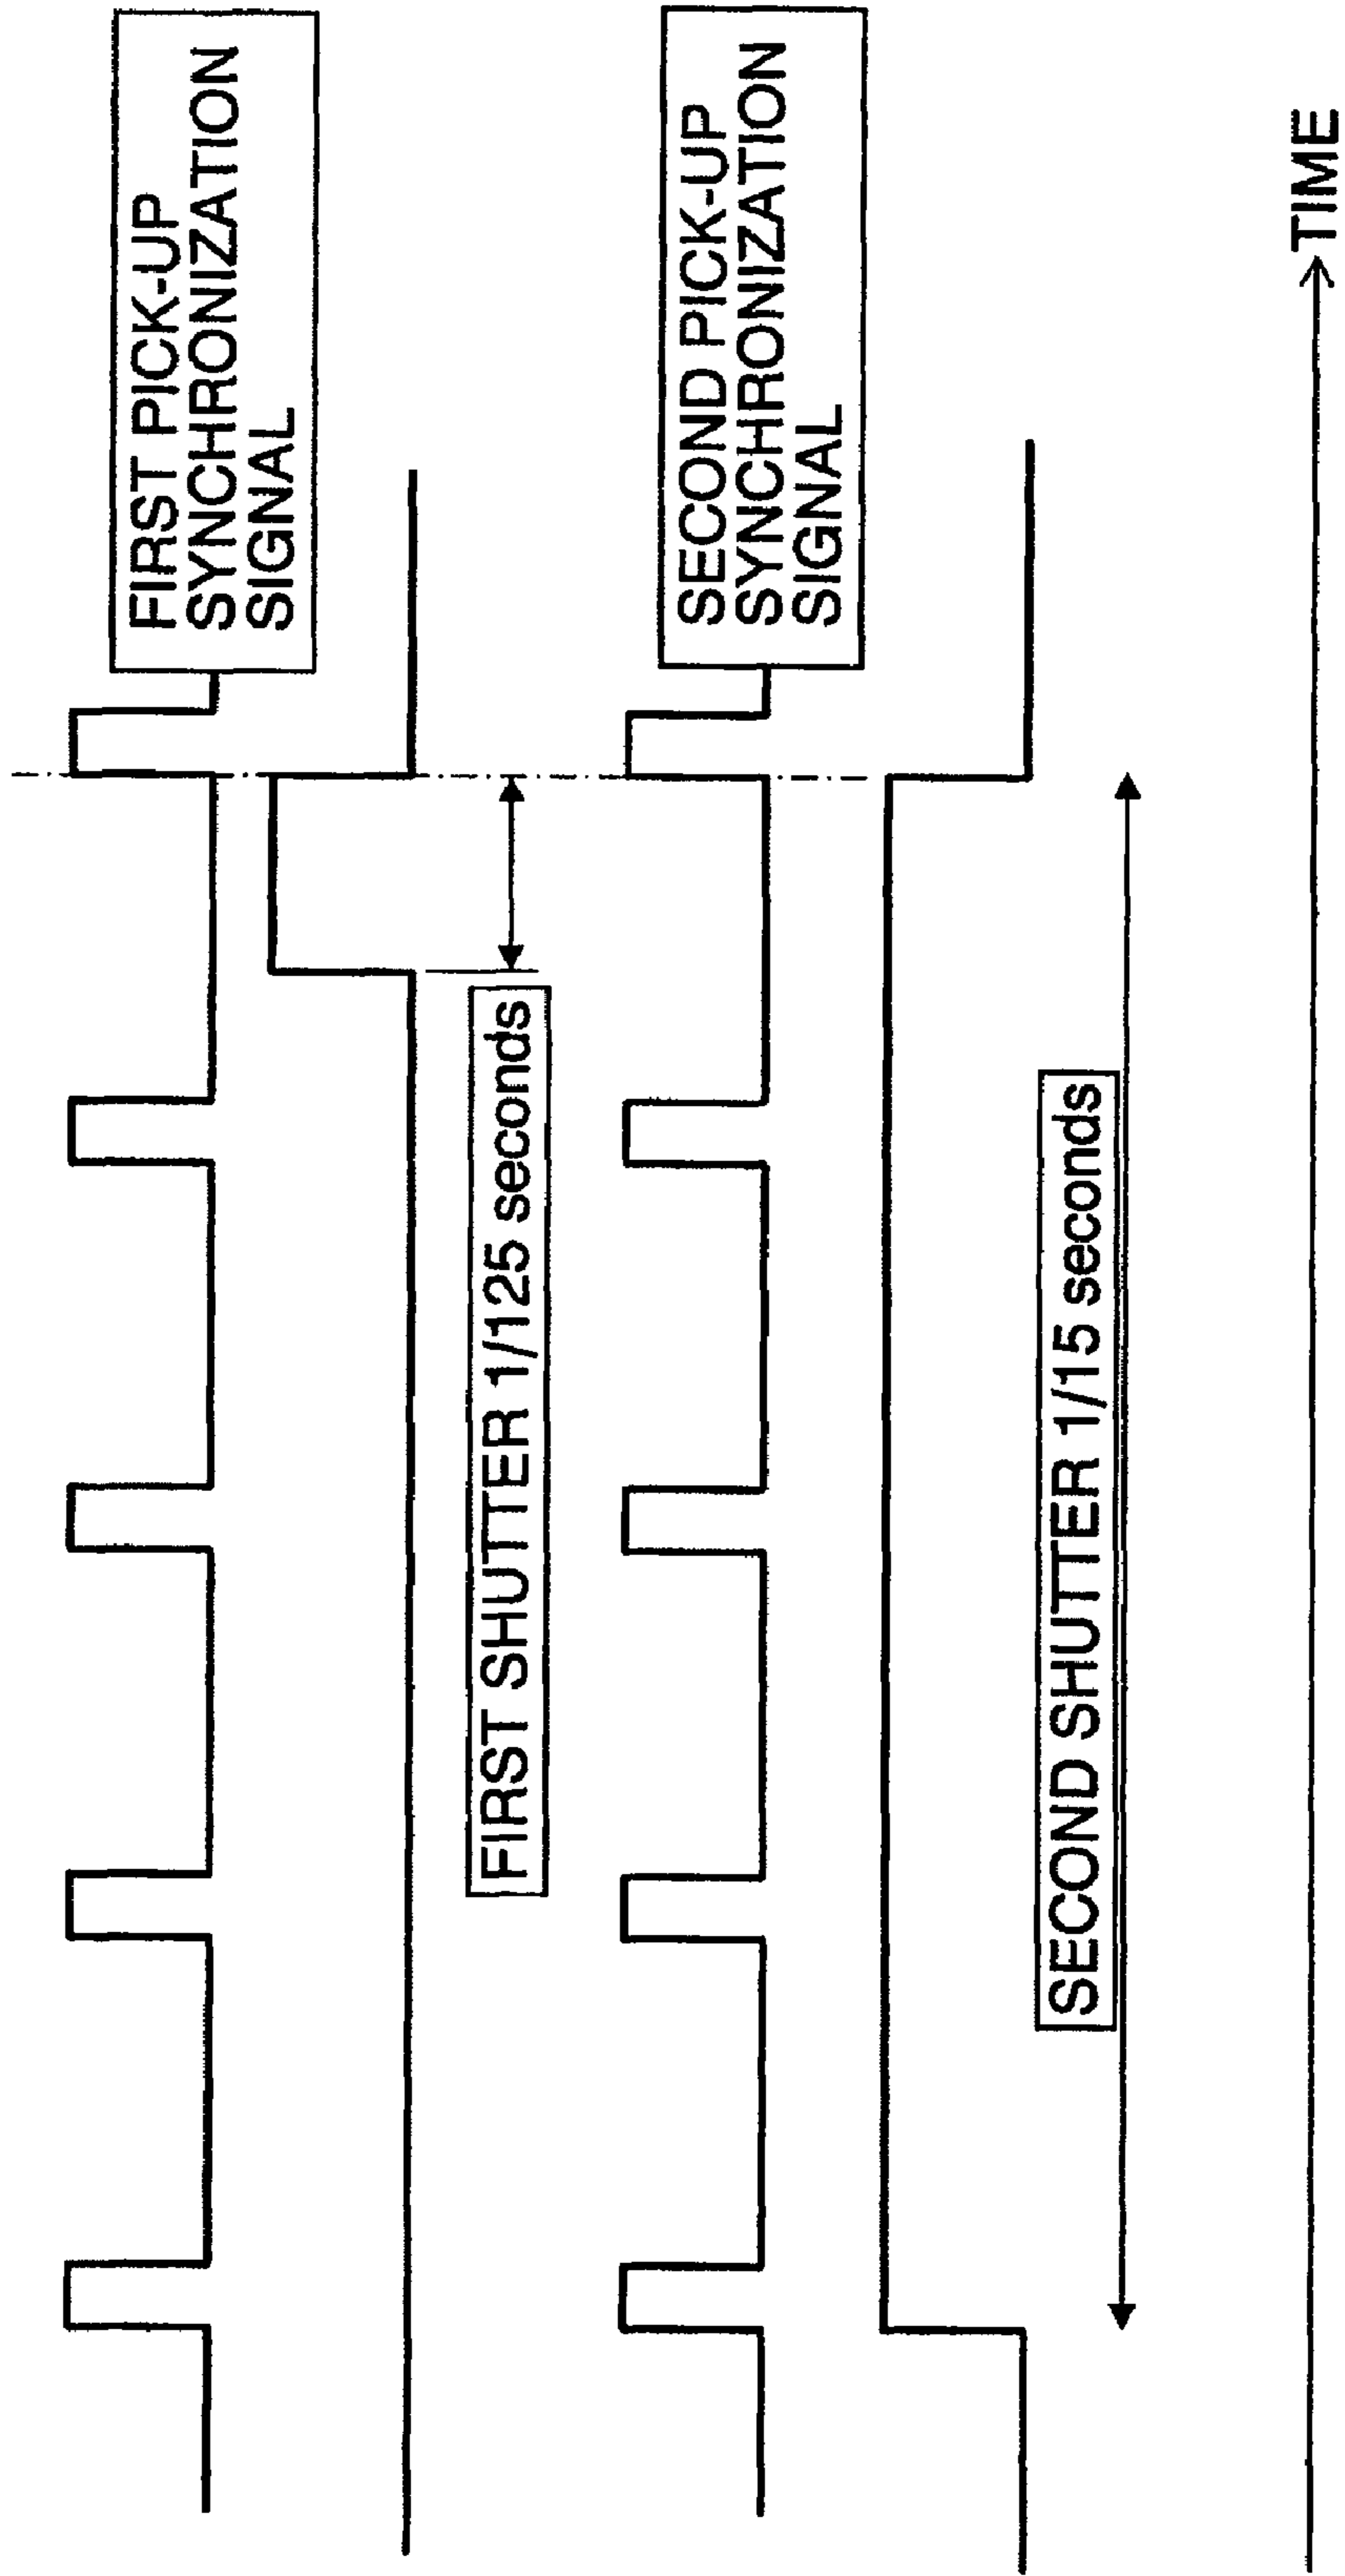 FIRST PICK-UP
SYNCHRONIZATION
SIGNAL
FIRST SHUTTER 1/125 seconds
SECOND PICK-UP
SYNCHRONIZATION
SIGNAL
SECOND SHUTTER 1/15 seconds
TIME